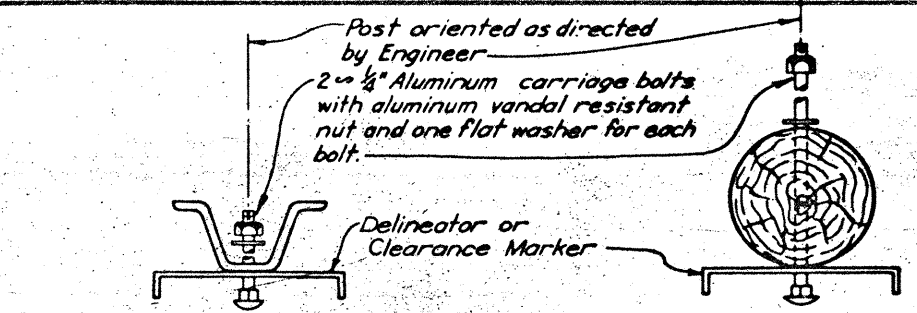 Post oriented as directed
by Engineer
2 ~ 1/4" Aluminum carriage bolts
with aluminum vandal resistant
nut and one flat washer for each
bolt.
Delineator or
Clearance Marker